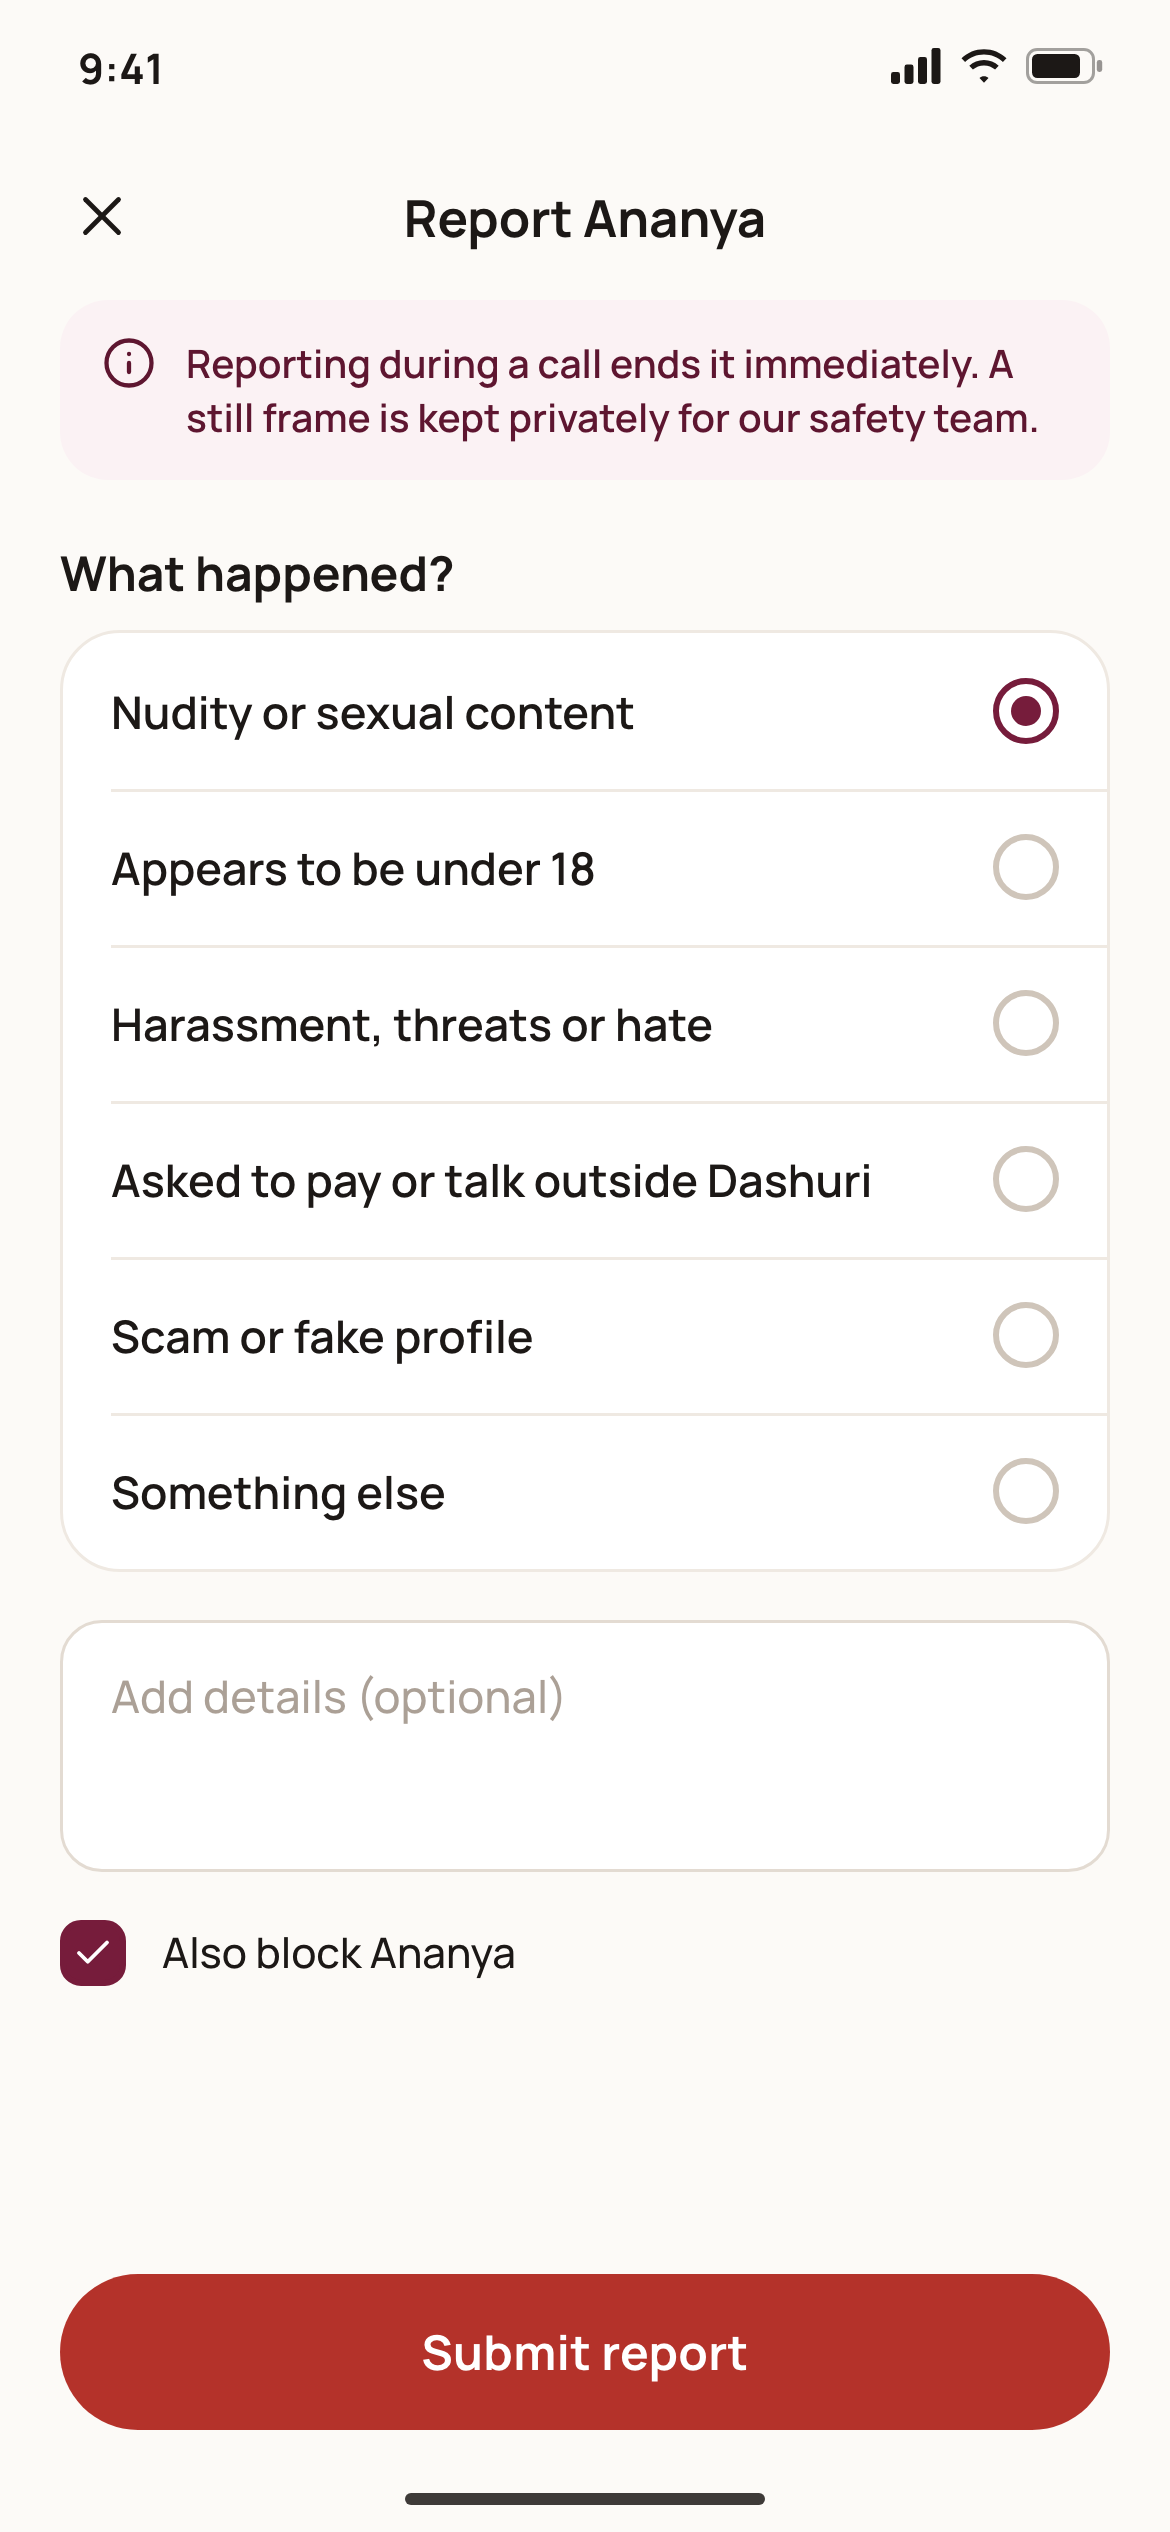 9:41
Report Ananya
Reporting during a call ends it immediately. A
still frame is kept privately for our safety team.
What happened?
Nudity or sexual content
Appears to be under 18
Harassment, threats or hate
Asked to pay or talk outside Dashuri
Scam or fake profile
Something else
Add details (optional)
Also block Ananya
Submit report